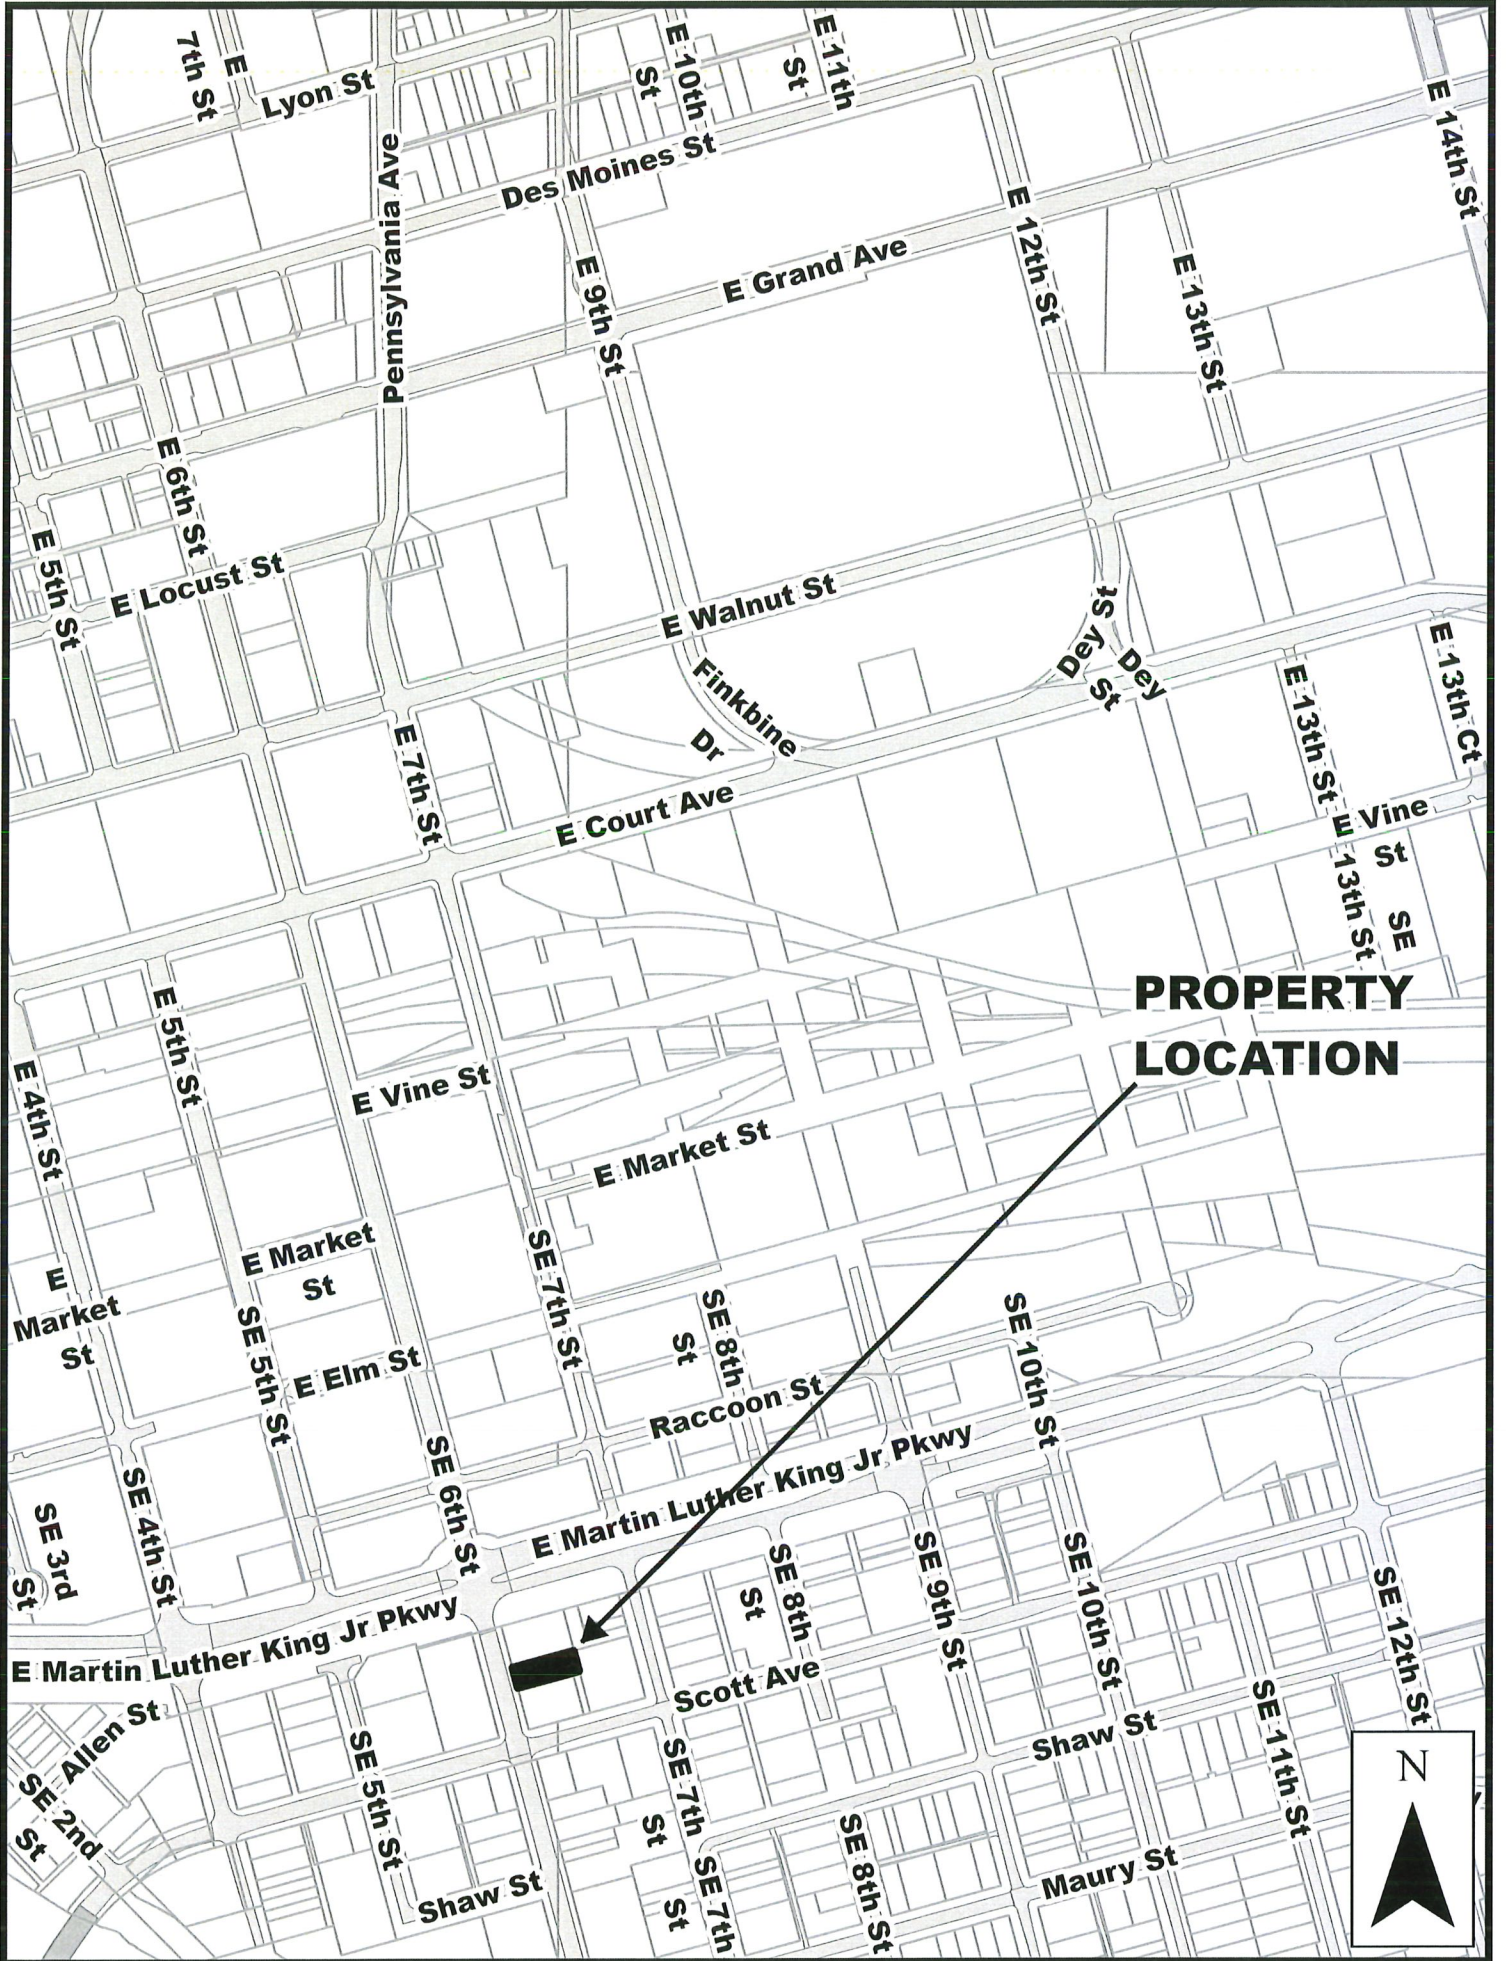 7th St
E
Lyon St
E 10th
St
E 11th
St
E 14th St
Pennsylvania Ave
Des Moines St
E 9th St
E Grand Ave
E 12th St
E 13th St
E 6th St
E 5th St
E Locust St
E Walnut St
Dey St
Dey
St
Finkbine
Dr
E 13th St
E 13th Ct
E 7th St
E Court Ave
E Vine
St
SE
13th St
PROPERTY
LOCATION
E 5th St
E 4th St
E Vine St
E Market St
E Market
St
E
Market
St
SE 7th St
SE 8th
St
SE 10th St
SE 5th St
E Elm St
Raccoon St
E Martin Luther King Jr Pkwy
SE 6th St
SE 4th St
SE 3rd
St
SE 8th
St
SE 9th St
SE 10th St
SE 12th St
E Martin Luther King Jr Pkwy
Scott Ave
Allen St
SE 2nd
St
SE 5th St
SE 7th
St
Shaw St
SE 11th St
N
SE 8th St
Maury St
Shaw St
SE 7th
St